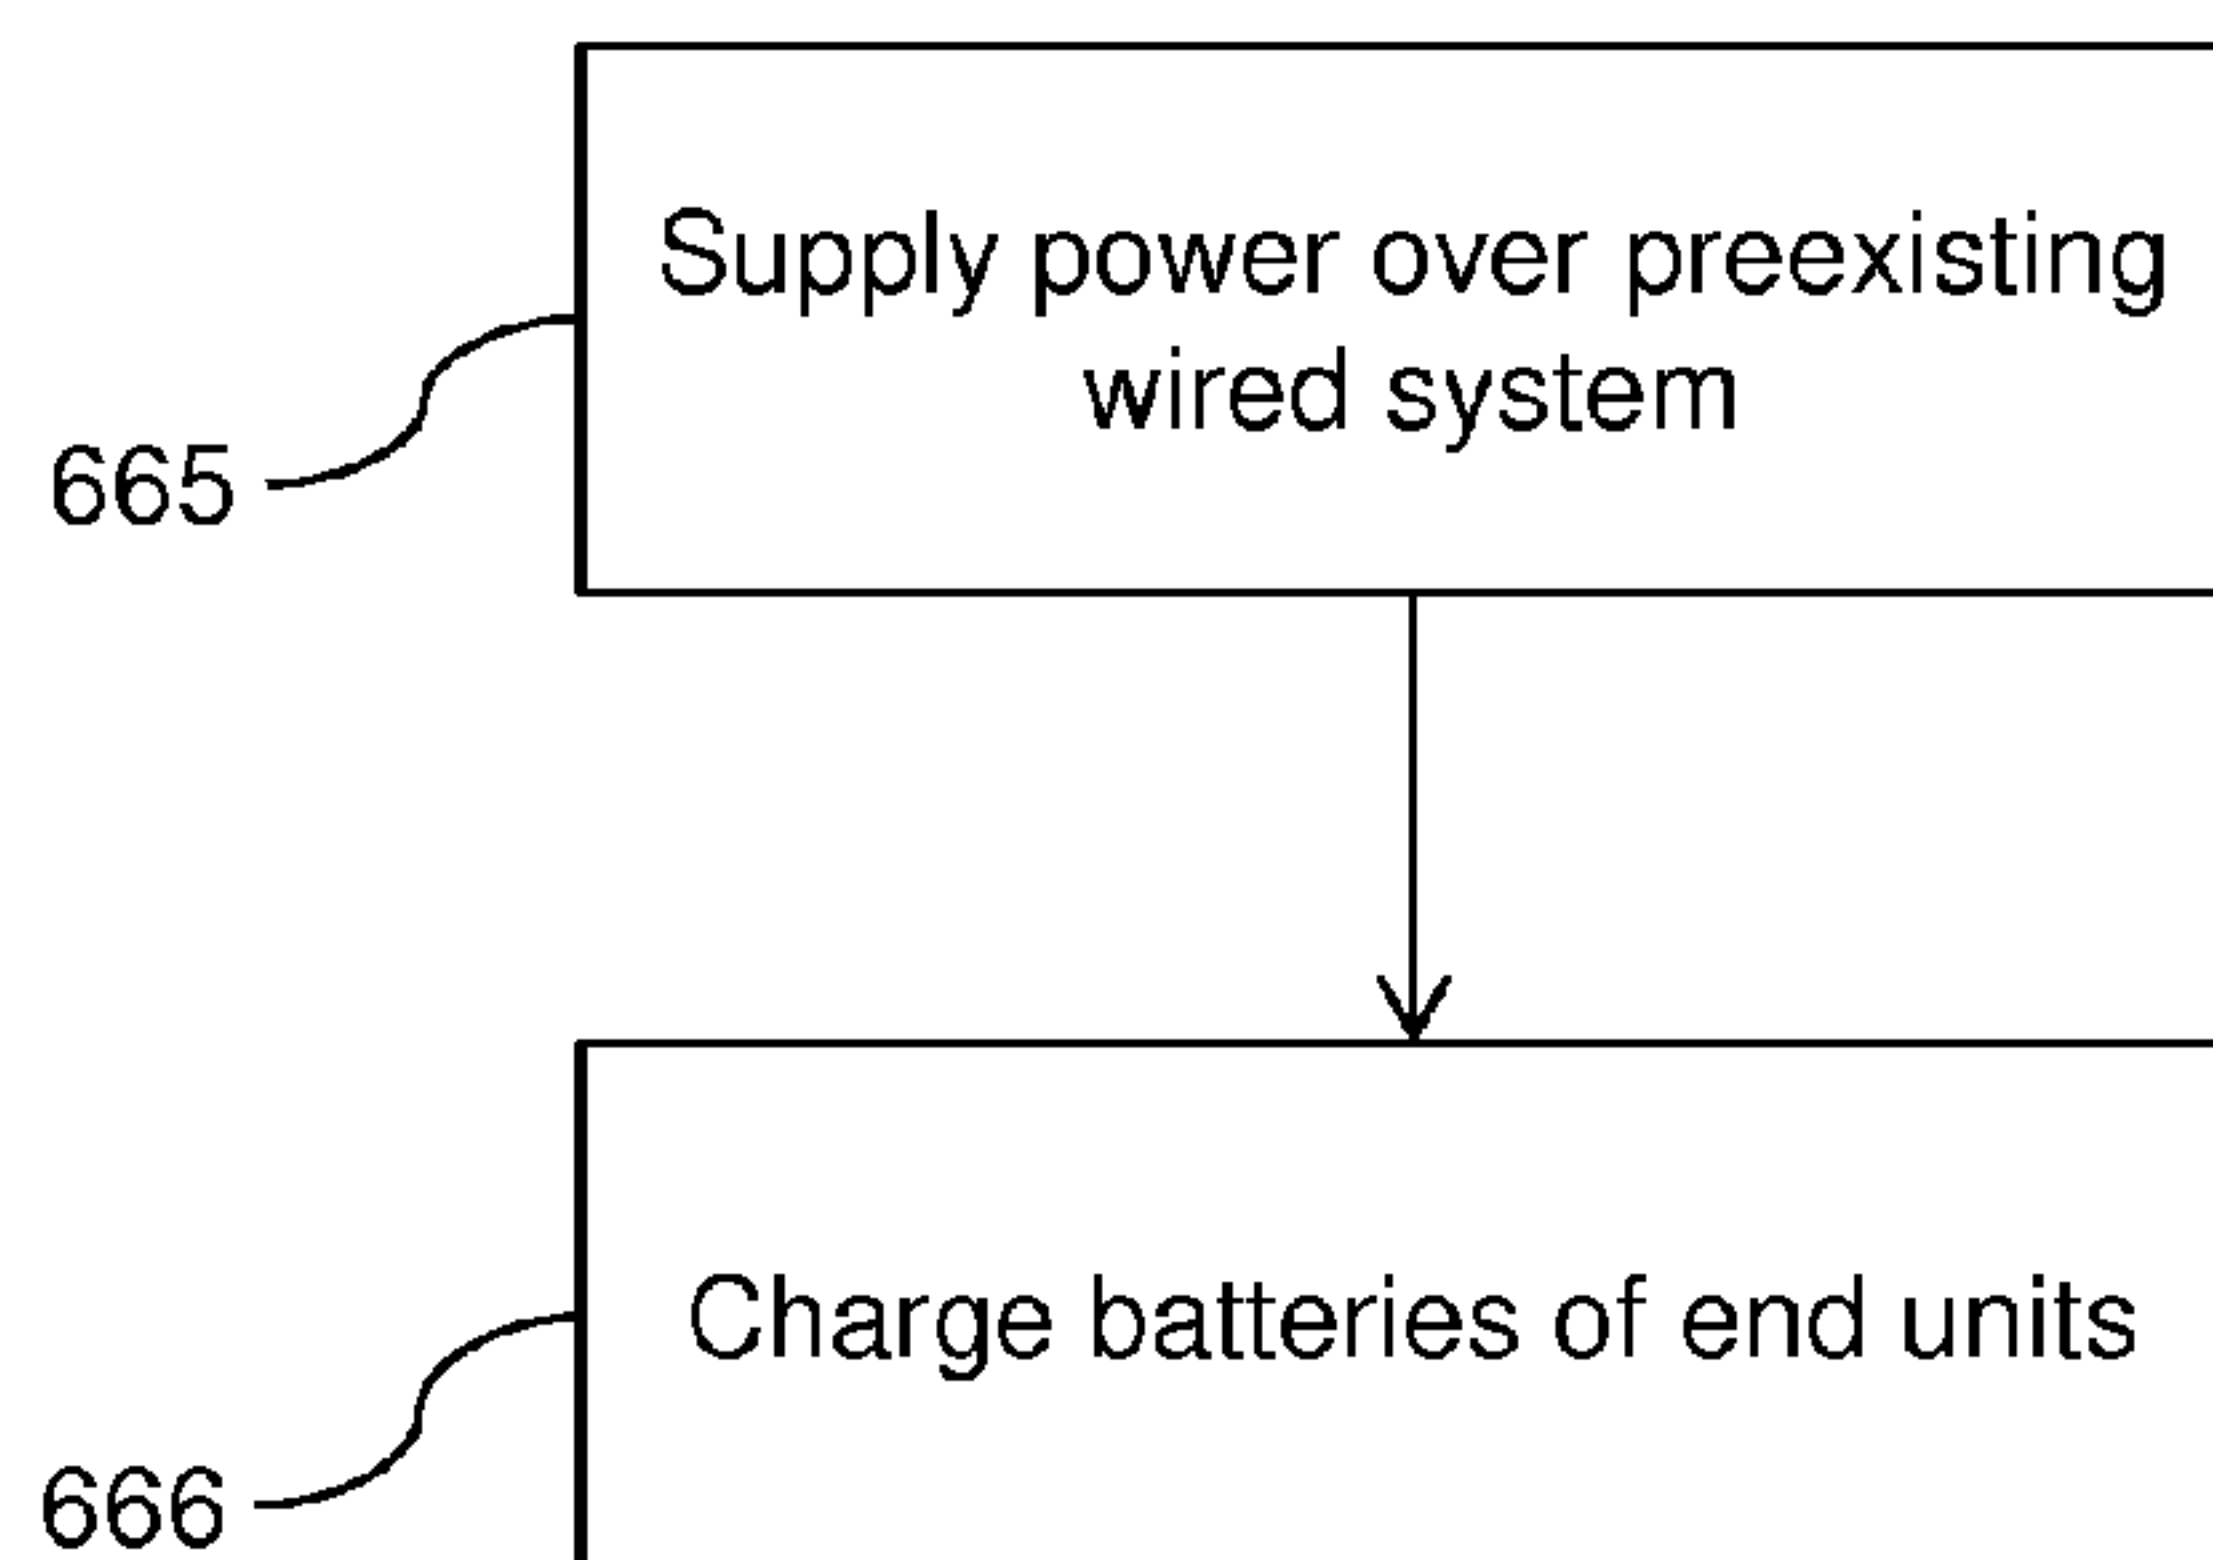 Supply power over preexisting
wired system
665
Charge batteries of end units
666